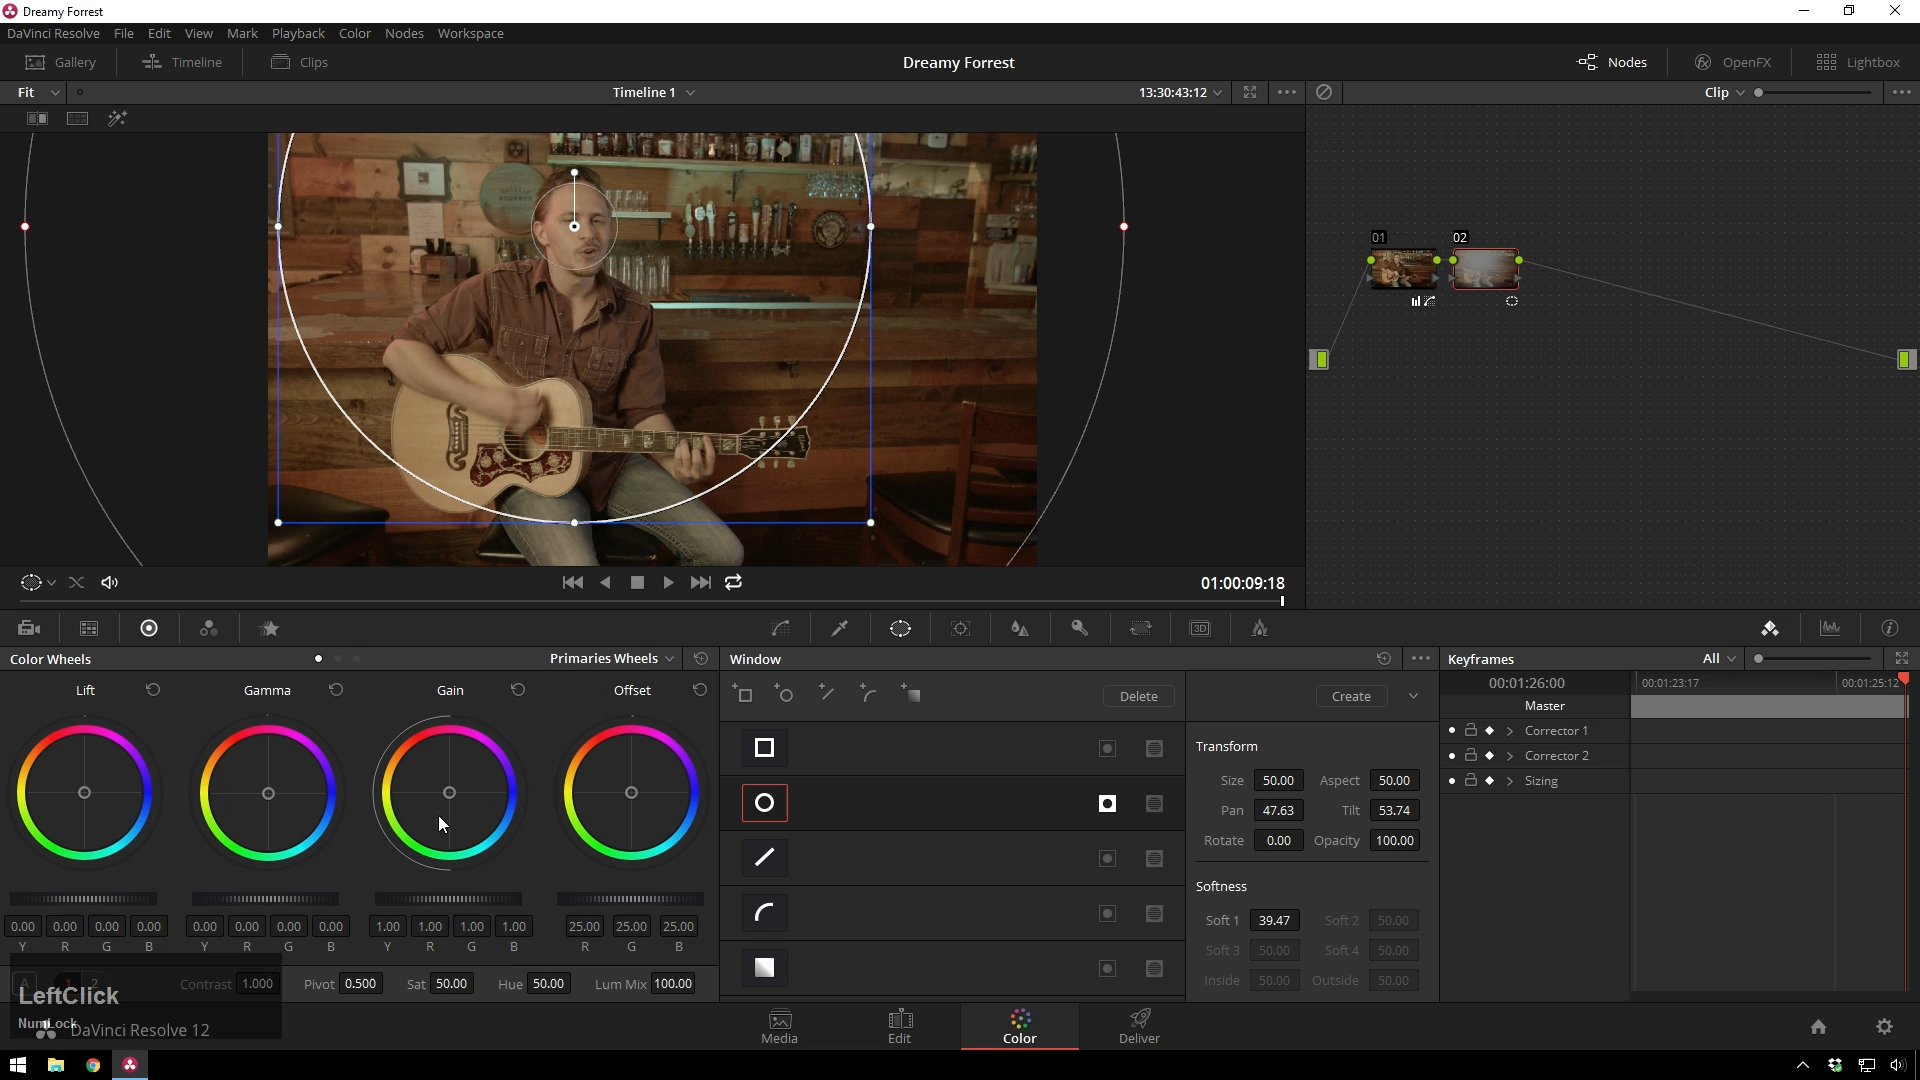 Dreamy Forrest
DaVinci Resolve File Edit View Mark Playback Color Nodes Workspace
Gallery Timeline Clips Dreamy Forrest Nodes OpenFX Lightbox
Fit Timeline 1 13:30:43:12 Clip
01 02
01:00:09:18
Color Wheels Primaries Wheels Window Keyframes All
Lift Gamma Gain Offset Delete Create 00:01:26:00 00:01:23:17 00:01:25:12
Master
Transform Corrector 1
Corrector 2
Size 50.00 Aspect 50.00 Sizing
Pan 47.63 Tilt 53.74
Rotate 0.00 Opacity 100.00
Softness
Soft 1 39.47 Soft 2 50.00
0.00 0.00 0.00 0.00 0.00 0.00 0.00 0.00 1.00 1.00 1.00 1.00 25.00 25.00 25.00
Y R G B Y R G B Y R G B R G B
Soft 3 50.00 Soft 4 50.00
Inside 50.00 Outside 50.00
A 1 2 Contrast 1.000 Pivot 0.500 Sat 50.00 Hue 50.00 Lum Mix 100.00
LeftClick
NumLock
DaVinci Resolve 12
Media Edit Color Deliver
3D